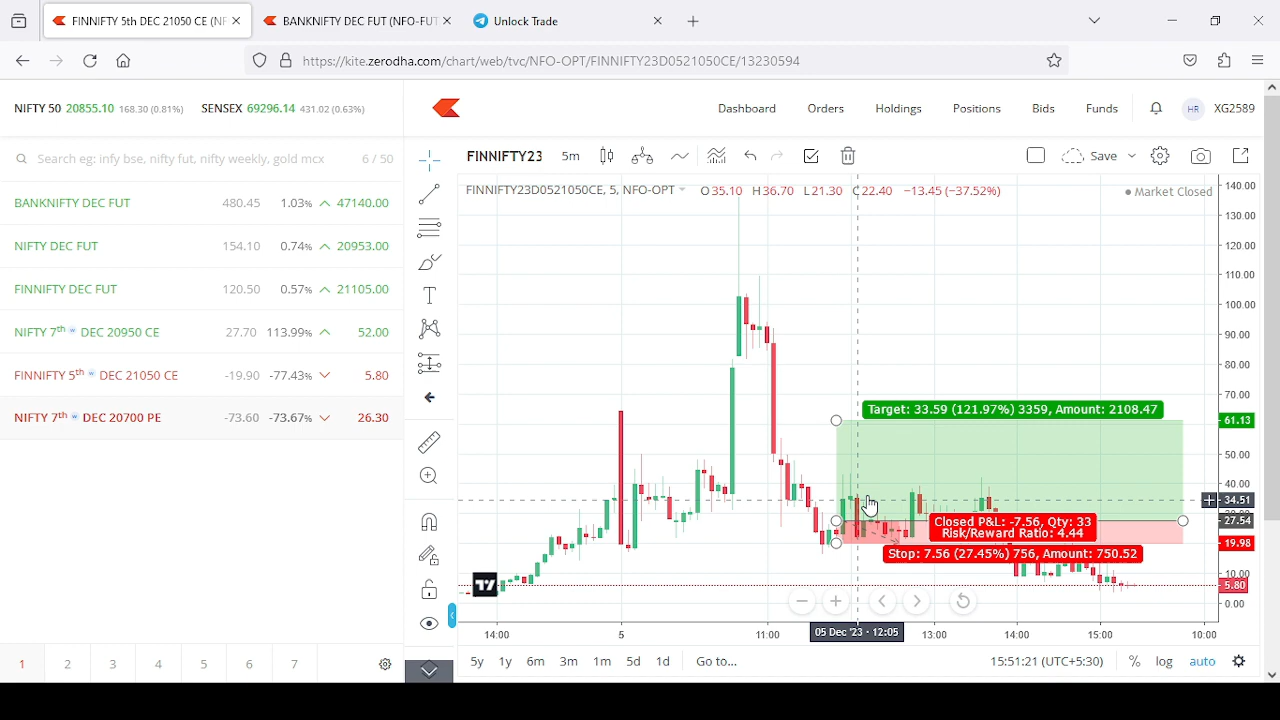 FINNIFTY 5th DEC 21050 CE (NF
BANKNIFTY DEC FUT (NFO-FUT
Unlock Trade
https://kite.zerodha.com/chart/web/tvc/NFO-OPT/FINNIFTY23D0521050CE/13230594
NIFTY 50 20855.10 168.30 (0.81%) SENSEX 69296.14 431.02 (0.63%)
Dashboard Orders Holdings Positions Bids Funds HR XG2589
Search eg: infy bse, nifty fut, nifty weekly, gold mcx 6 / 50
BANKNIFTY DEC FUT 480.45 1.03% 47140.00
NIFTY DEC FUT 154.10 0.74% 20953.00
FINNIFTY DEC FUT 120.50 0.57% 21105.00
NIFTY 7th w DEC 20950 CE 27.70 113.99% 52.00
FINNIFTY 5th w DEC 21050 CE -19.90 -77.43% 5.80
NIFTY 7th w DEC 20700 PE -73.60 -73.67% 26.30
1 2 3 4 5 6 7
FINNIFTY23 5m Save
FINNIFTY23D0521050CE, 5, NFO-OPT O35.10 H36.70 L21.30 C22.40 −13.45 (−37.52%)
Market Closed
140.00
130.00
120.00
110.00
100.00
90.00
80.00
70.00
Target: 33.59 (121.97%) 3359, Amount: 2108.47
61.13
50.00
40.00
34.51
27.54
Closed P&L: -7.56, Qty: 33
Risk/Reward Ratio: 4.44
19.98
Stop: 7.56 (27.45%) 756, Amount: 750.52
10.00
5.80
0.00
14:00 5 11:00 05 Dec '23 · 12:05 13:00 14:00 15:00 10:00
5y 1y 6m 3m 1m 5d 1d Go to... 15:51:21 (UTC+5:30) % log auto